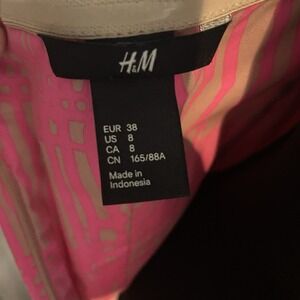 H&M
EUR 38
US 8
CA 8
CN 165/88A
Made in
Indonesia